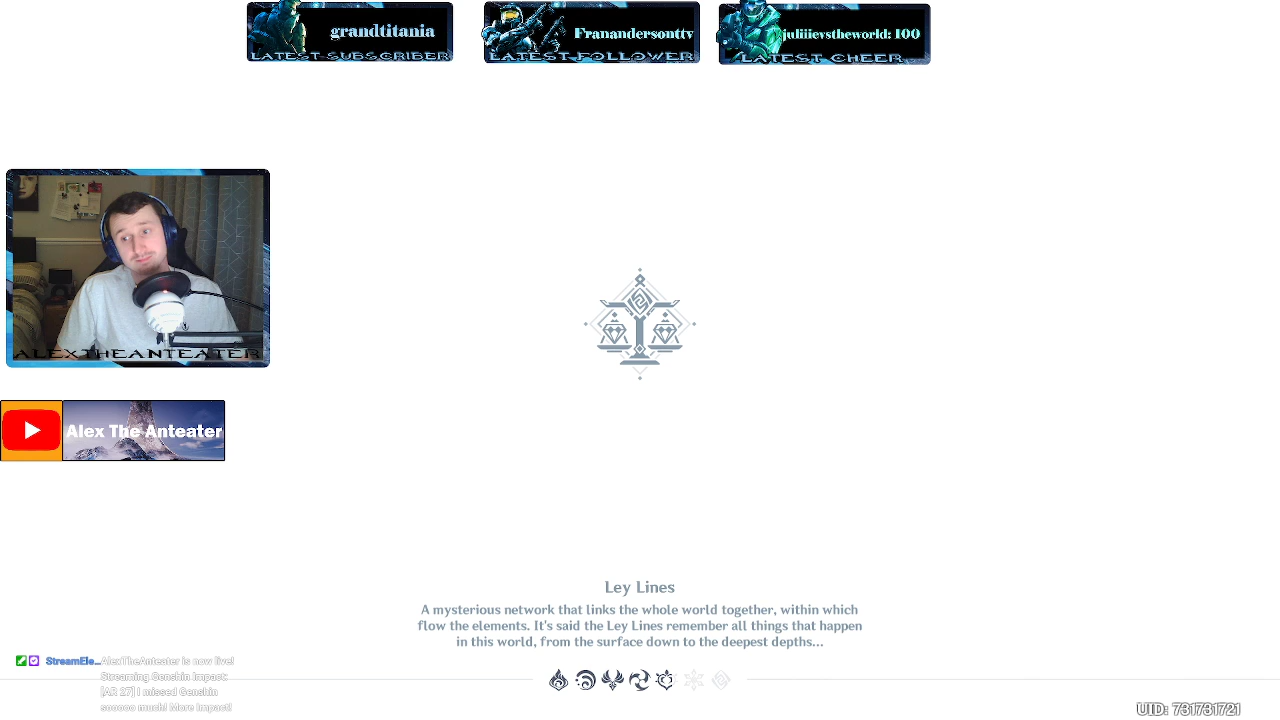 grandtitania
LATEST SUBSCRIBER
Franandersonttv
LATEST FOLLOWER
juliiievstheworld: 100
LATEST CHEER
ALEXTHEANTEATER
Alex The Anteater
Ley Lines
A mysterious network that links the whole world together, within which
flow the elements. It's said the Ley Lines remember all things that happen
in this world, from the surface down to the deepest depths...
StreamEle... AlexTheAnteater is now live!
Streaming Genshin Impact:
[AR 27] I missed Genshin
sooooo much! More Impact!
UID: 731731721